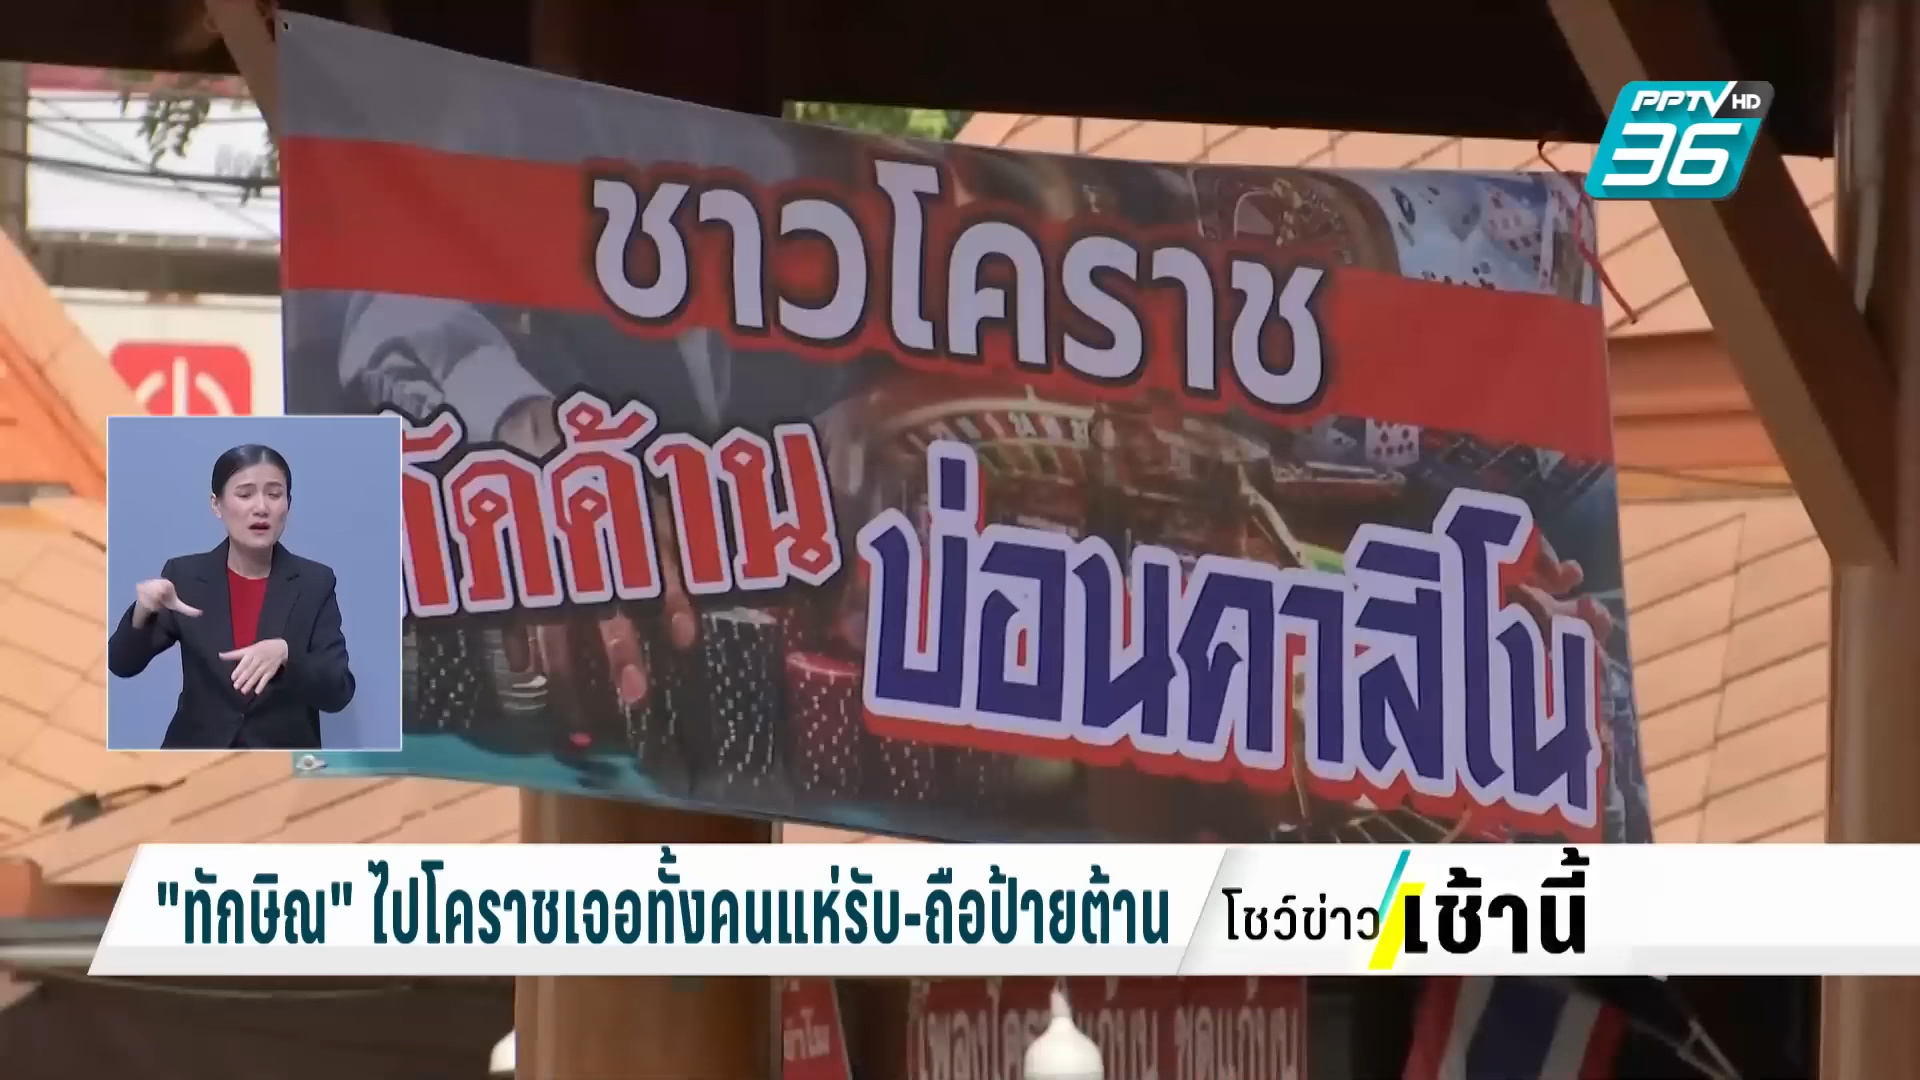 PPTV HD
36
ชาวโคราช
คัดค้าน บ่อนคาสิโน
"ทักษิณ" ไปโคราชเจอทั้งคนแห่รับ-ถือป้ายต้าน
โชว์ข่าว เช้านี้